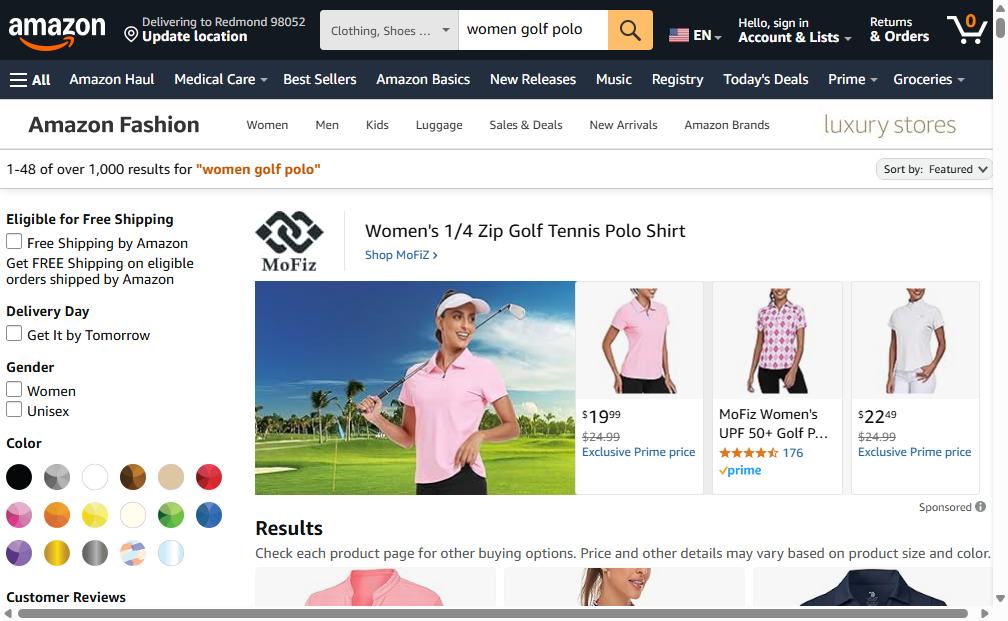 amazon
Delivering to Redmond 98052
Update location
Clothing, Shoes ...
women golf polo
EN
Hello, sign in
Account & Lists
Returns
& Orders
0
All
Amazon Haul
Medical Care
Best Sellers
Amazon Basics
New Releases
Music
Registry
Today's Deals
Prime
Groceries
Amazon Fashion
Women
Men
Kids
Luggage
Sales & Deals
New Arrivals
Amazon Brands
luxury stores
1-48 of over 1,000 results for "women golf polo"
Sort by: Featured
Eligible for Free Shipping
Free Shipping by Amazon
Get FREE Shipping on eligible
orders shipped by Amazon
Delivery Day
Get It by Tomorrow
Gender
Women
Unisex
Color
Customer Reviews
MoFiz
Women's 1/4 Zip Golf Tennis Polo Shirt
Shop MoFiZ ›
$19.99
$24.99
Exclusive Prime price
MoFiz Women's
UPF 50+ Golf P...
176
prime
$22.49
$24.99
Exclusive Prime price
Sponsored
Results
Check each product page for other buying options. Price and other details may vary based on product size and color.